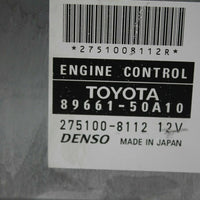 *2751008112R*
ENGINE CONTROL
TOYOTA
89661-50A10
275100-8112 12V
DENSO MADE IN JAPAN